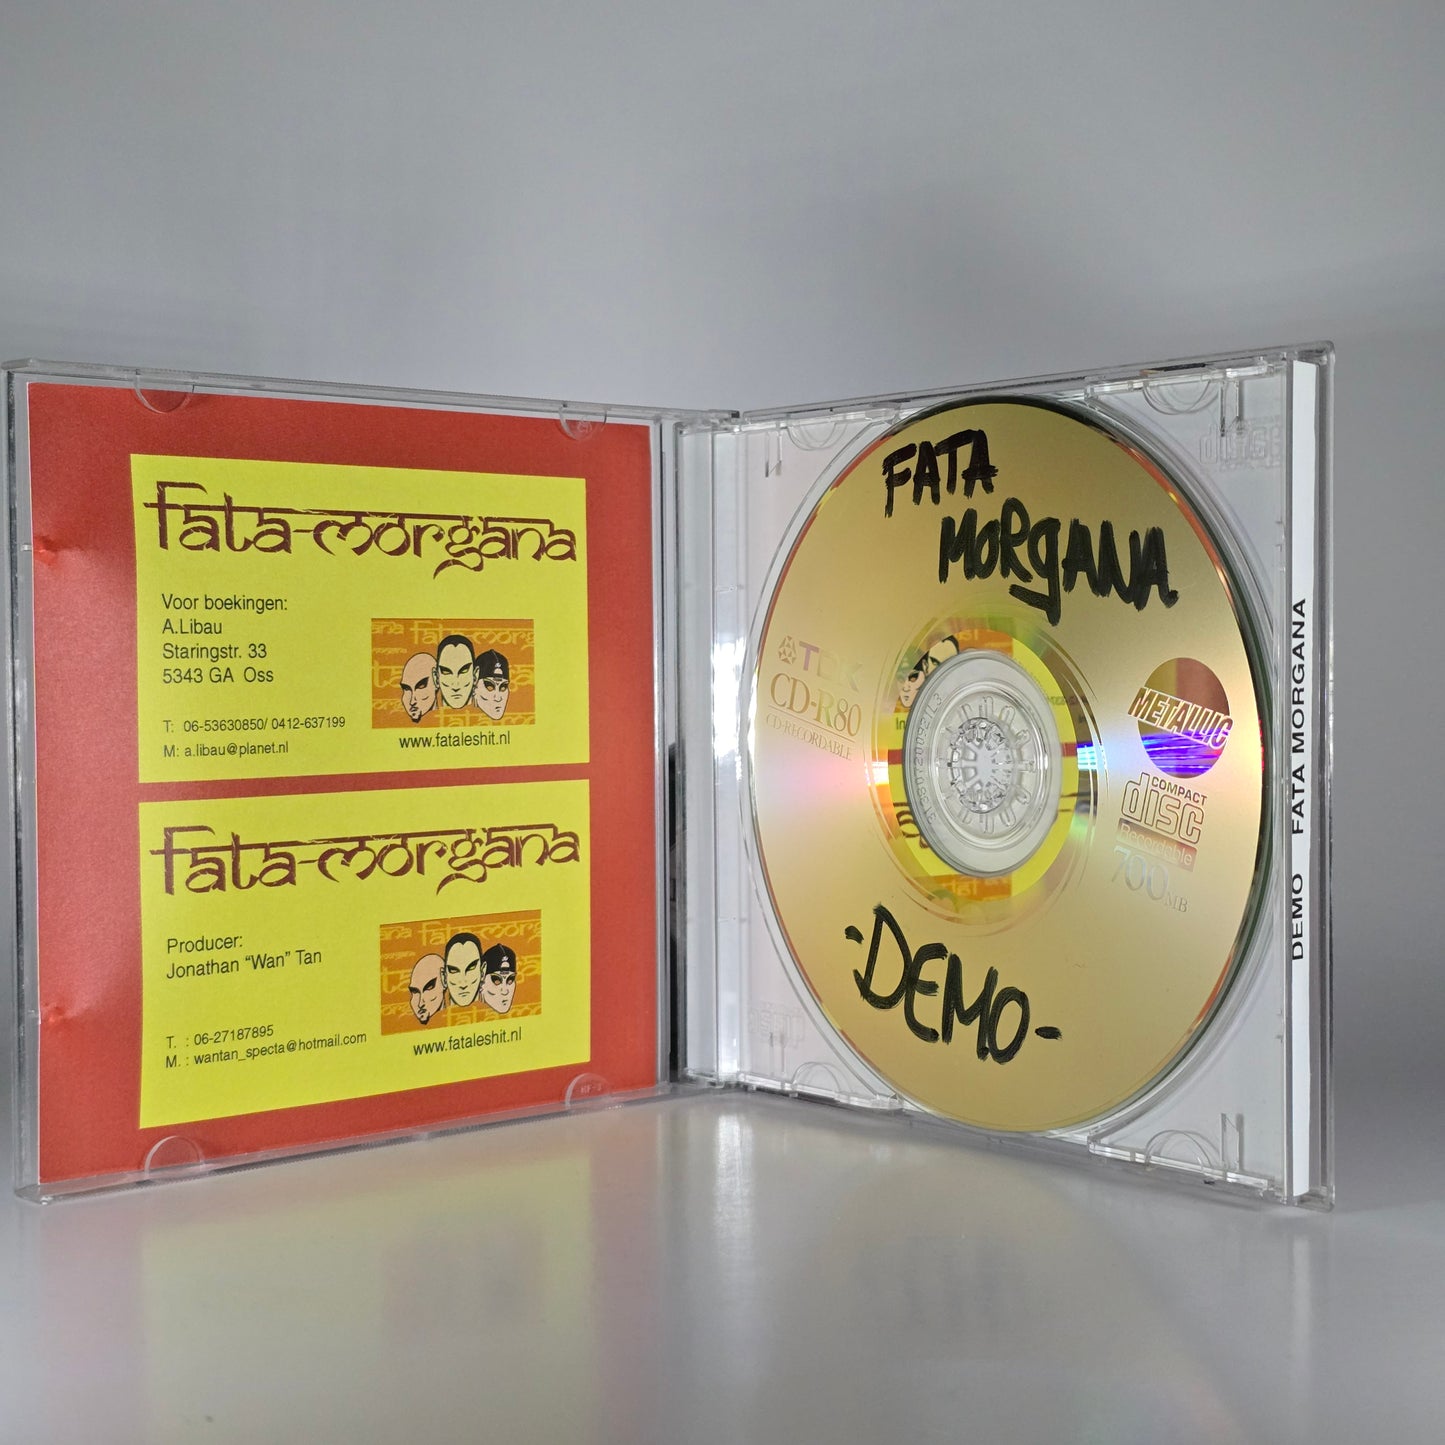 fata-morgana
Voor boekingen:
A.Libau
Staringstr. 33
5343 GA Oss
T: 06-53630850/ 0412-637199
M: a.libau@planet.nl
www.fataleshit.nl
fata-morgana
Producer:
Jonathan “Wan” Tan
T. : 06-27187895
M. : wantan_specta@hotmail.com
www.fataleshit.nl
FATA
MORgANA
TDK
CD-R80
CD-RECORDABLE
METALLIC
COMPACT
disc
Recordable
700MB
-DEMO-
DEMO FATA MORGANA